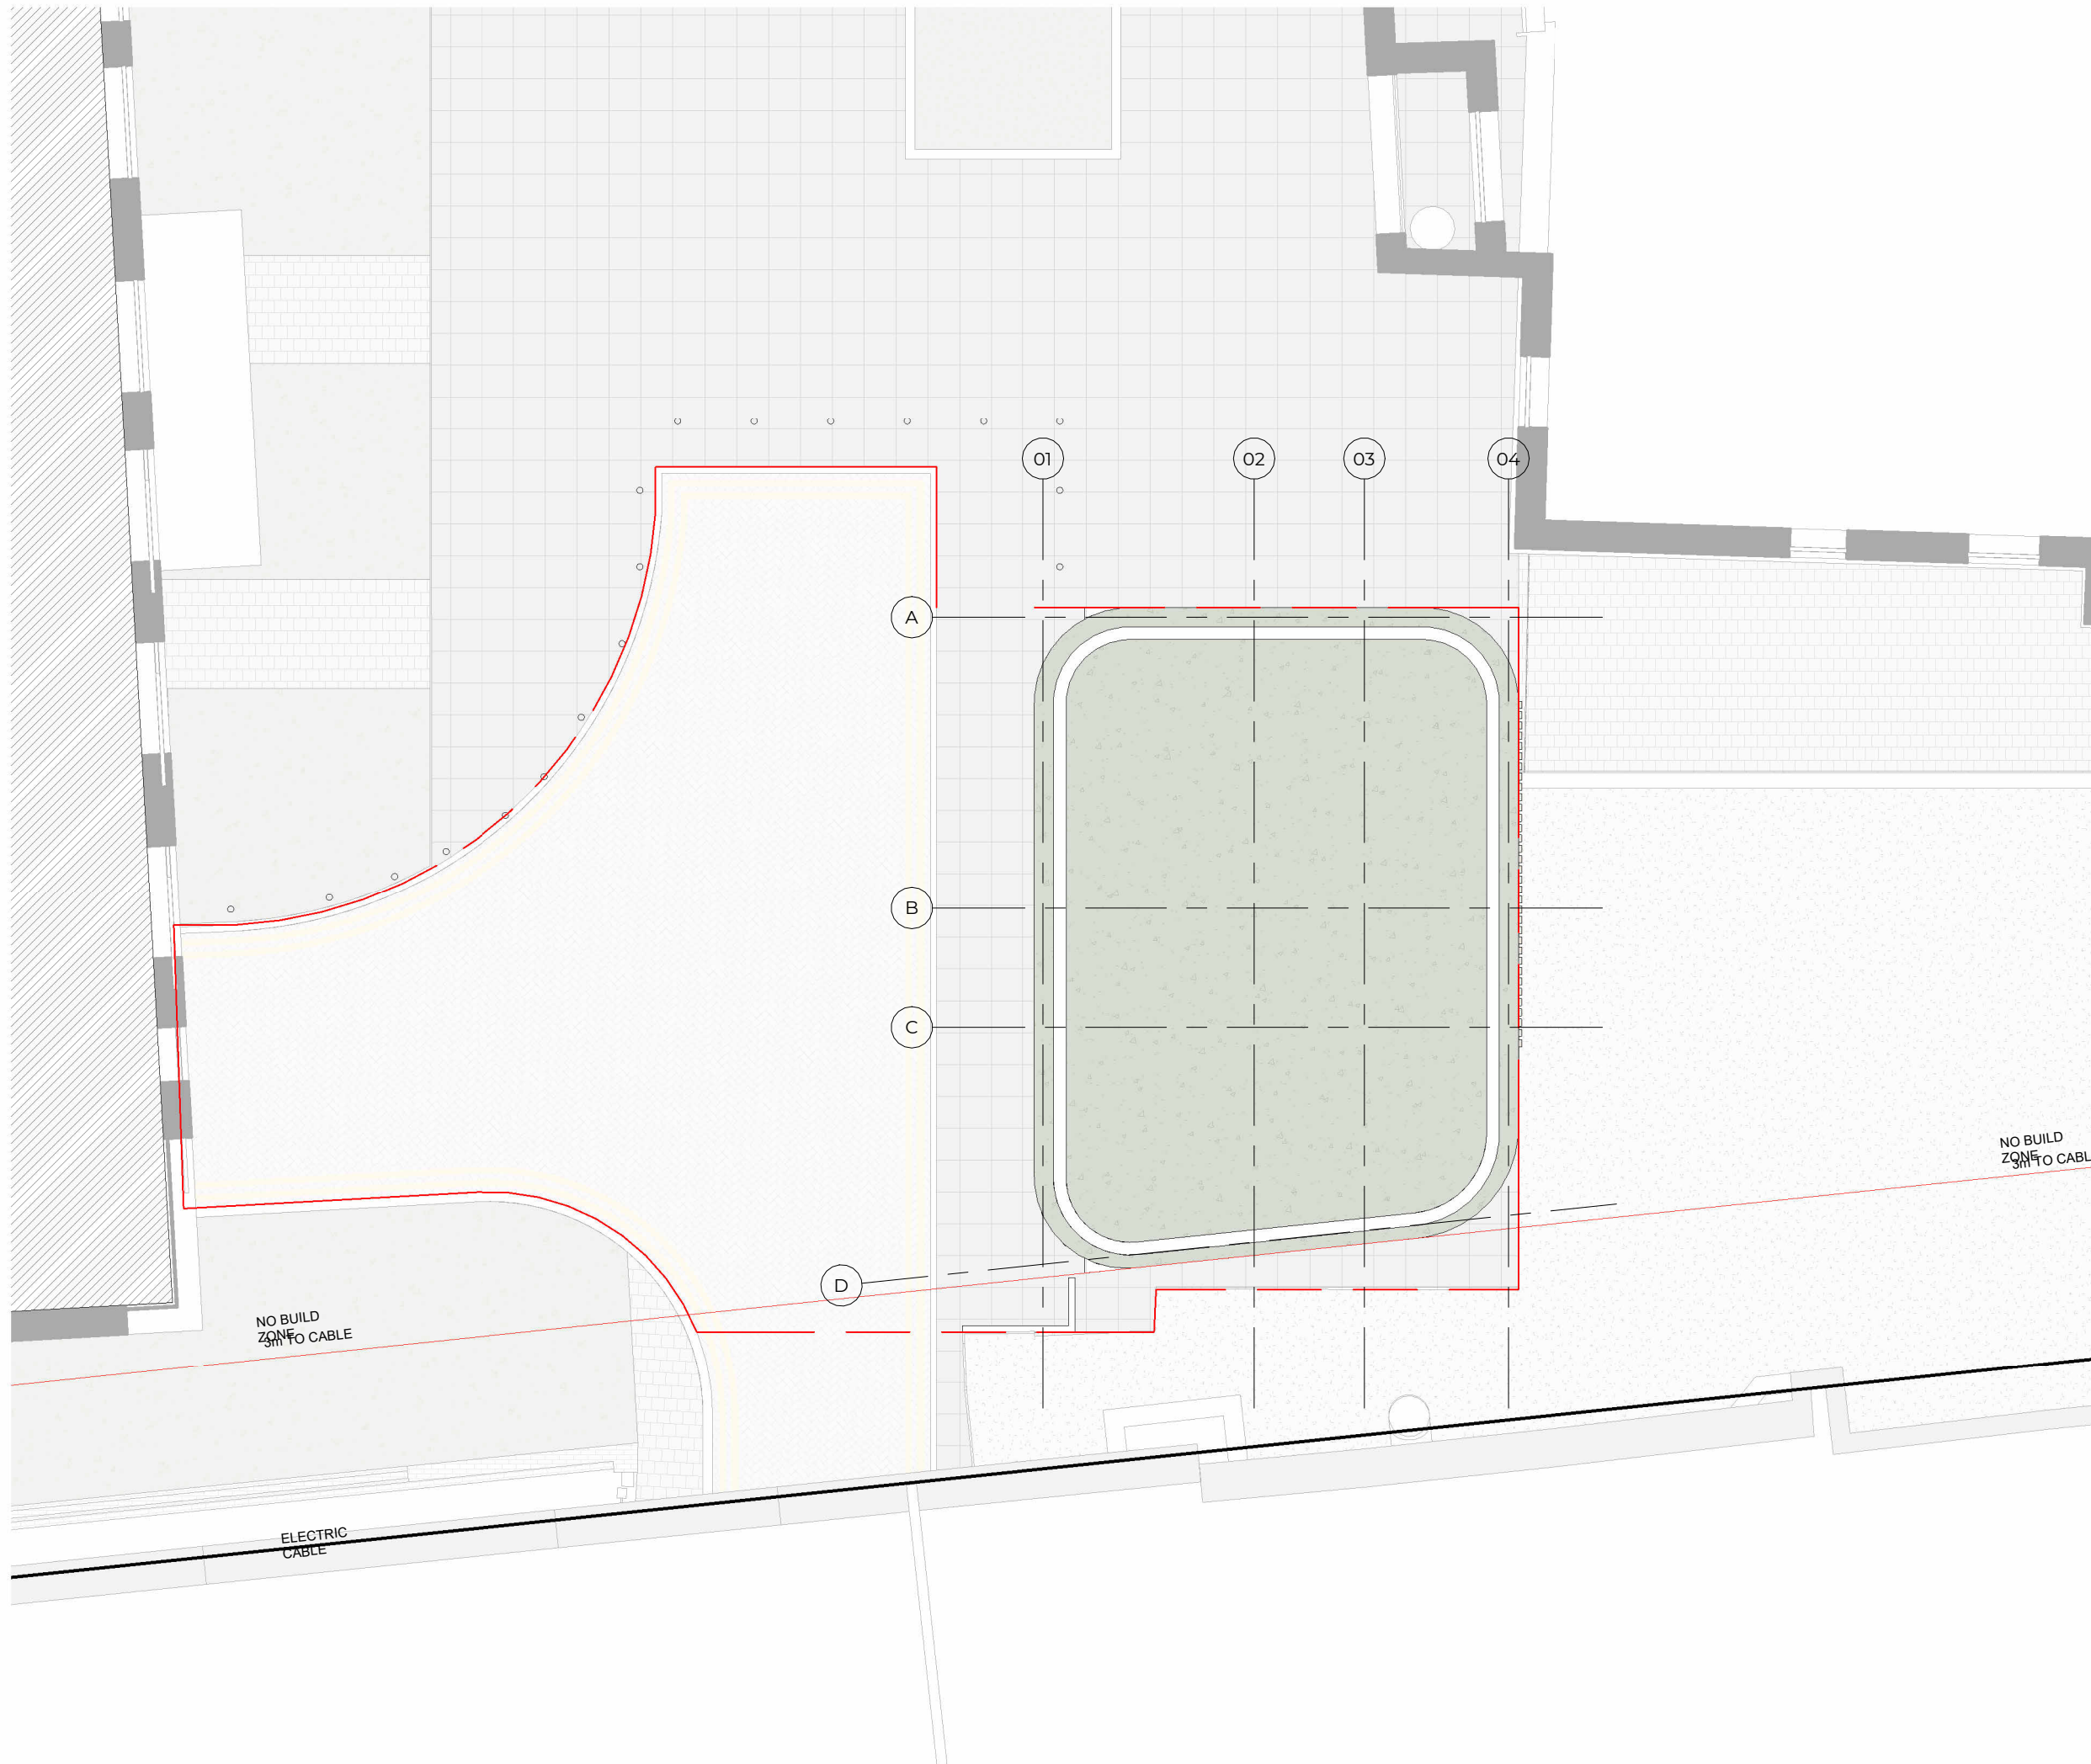 01
02
03
04
A
B
C
D
NO BUILD
ZONE
3m TO CABL
NO BUILD
ZONE
3m TO CABLE
ELECTRIC
CABLE